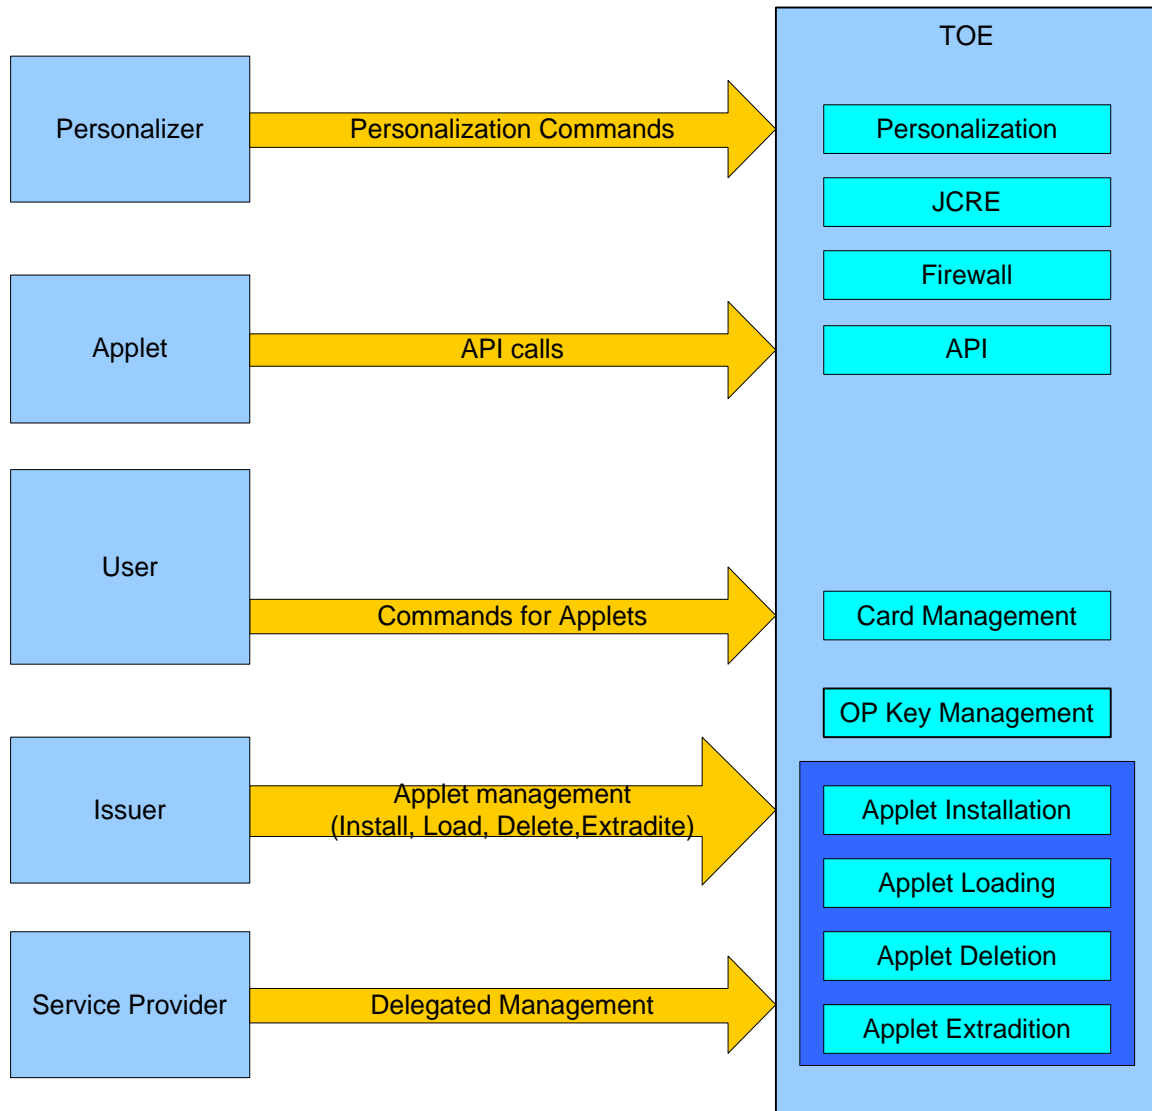 TOE
Personalizer
Personalization Commands
Personalization
JCRE
Firewall
Applet
API calls
API
User
Commands for Applets
Card Management
OP Key Management
Issuer
Applet management
(Install, Load, Delete,Extradite)
Applet Installation
Applet Loading
Applet Deletion
Service Provider
Delegated Management
Applet Extradition